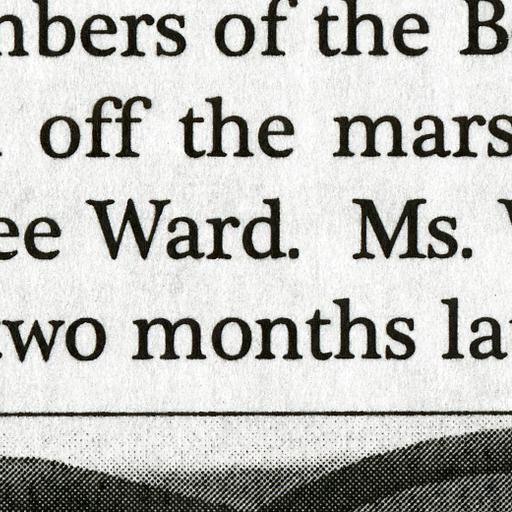 mbers of the B
off the mars
ee Ward. Ms.
two months la